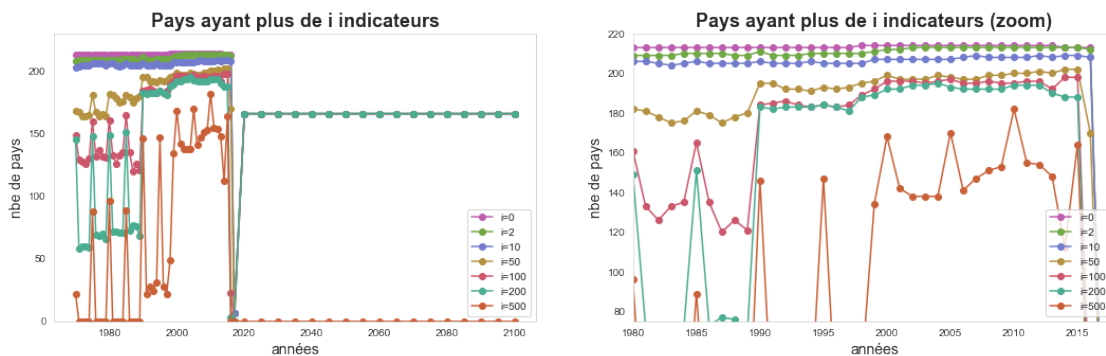 Pays ayant plus de i indicateurs
nbe de pays
200
150
100
50
0
1980
2000
2020
2040
2060
2080
2100
années
i=0
i=2
i=10
i=50
i=100
i=200
i=500
Pays ayant plus de i indicateurs (zoom)
nbe de pays
220
200
180
160
140
120
100
80
1980
1985
1990
1995
2000
2005
2010
2015
années
i=0
i=2
i=10
i=50
i=100
i=200
i=500